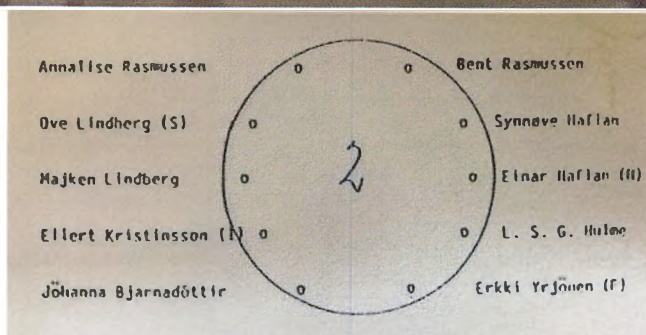 Annalise Rasmussen Bent Rasmussen
Ove Lindberg (S) Synnøve Haflan
2
Majken Lindberg Einar Haflan (N)
Ellert Kristinsson (I) L. S. G. Hulme
Jóhanna Bjarnadóttir Erkki Yrjönen (F)